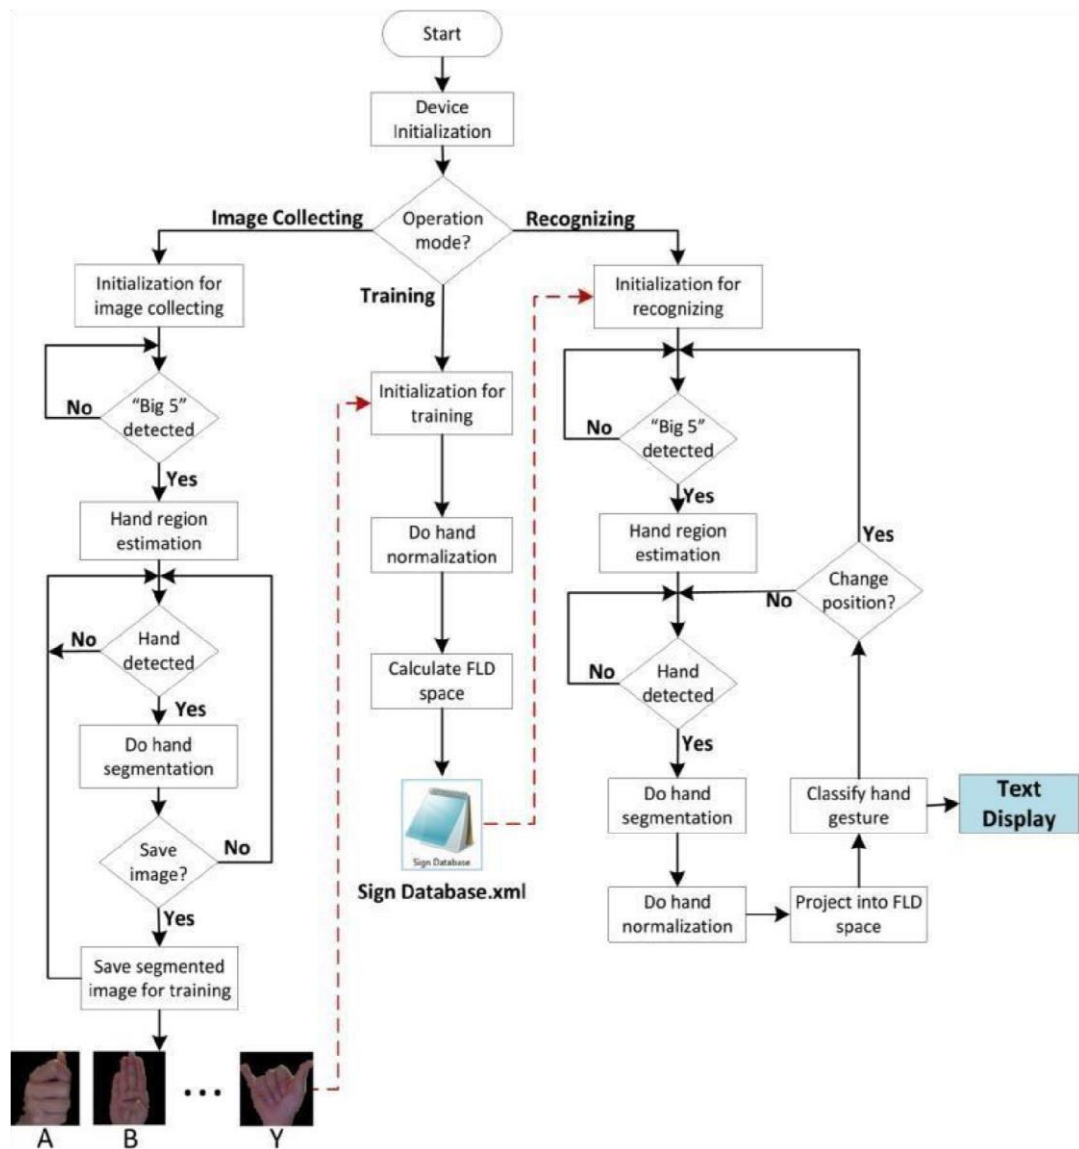 Start
Device
Initialization
Operation
mode?
Image Collecting
Recognizing
Training
Initialization for
image collecting
No
"Big 5"
detected
Yes
Hand region
estimation
No
Hand
detected
Yes
Do hand
segmentation
Save
image?
No
Yes
Save segmented
image for training
A
B
...
Y
Initialization for
training
Do hand
normalization
Calculate FLD
space
Sign Database
Sign Database.xml
Initialization for
recognizing
No
"Big 5"
detected
Yes
Hand region
estimation
No
Hand
detected
Yes
Do hand
segmentation
Do hand
normalization
Project into FLD
space
Classify hand
gesture
Text
Display
Change
position?
Yes
No